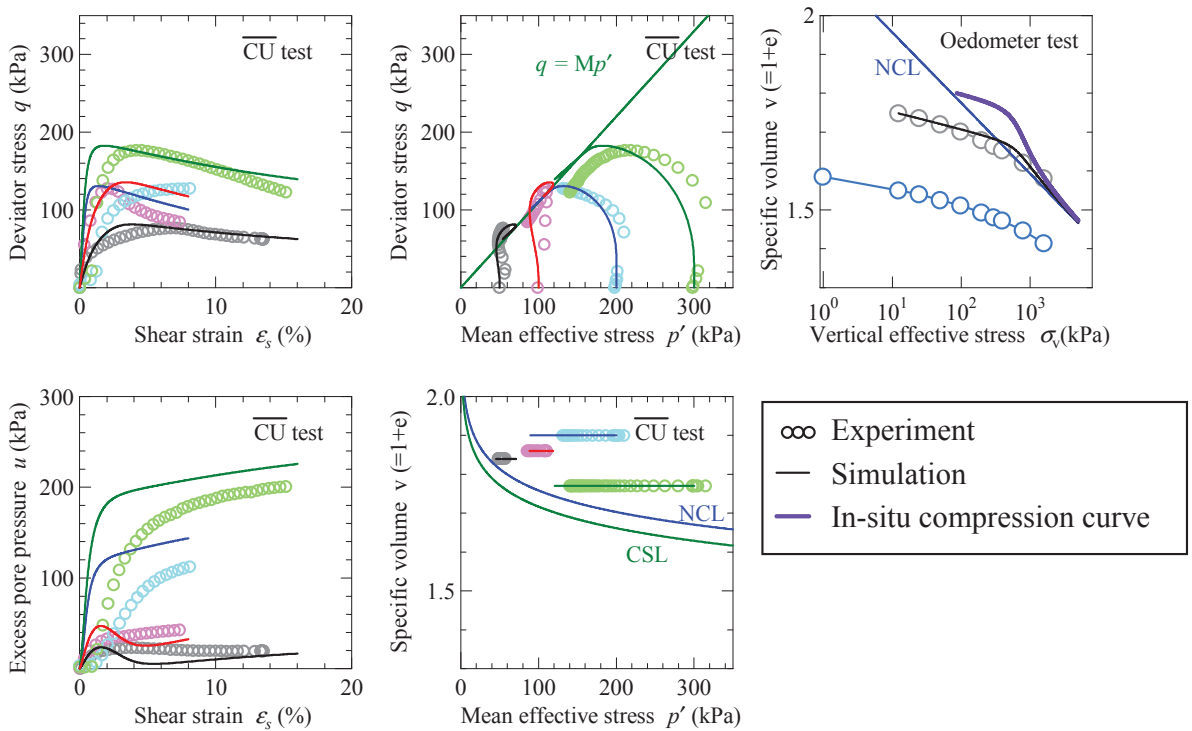 Deviator stress q (kPa)
300
200
100
0
0
10
20
Shear strain εs (%)
CU test
Deviator stress q (kPa)
300
200
100
0
0
100
200
300
Mean effective stress p′ (kPa)
CU test
q = Mp′
Specific volume v (=1+e)
2
1.5
10⁰
10¹
10²
10³
Vertical effective stress σv(kPa)
Oedometer test
NCL
Excess pore pressure u (kPa)
300
200
100
0
0
10
20
Shear strain εs (%)
CU test
Specific volume v (=1+e)
2.0
1.5
0
100
200
300
Mean effective stress p′ (kPa)
CU test
NCL
CSL
Experiment
Simulation
In-situ compression curve